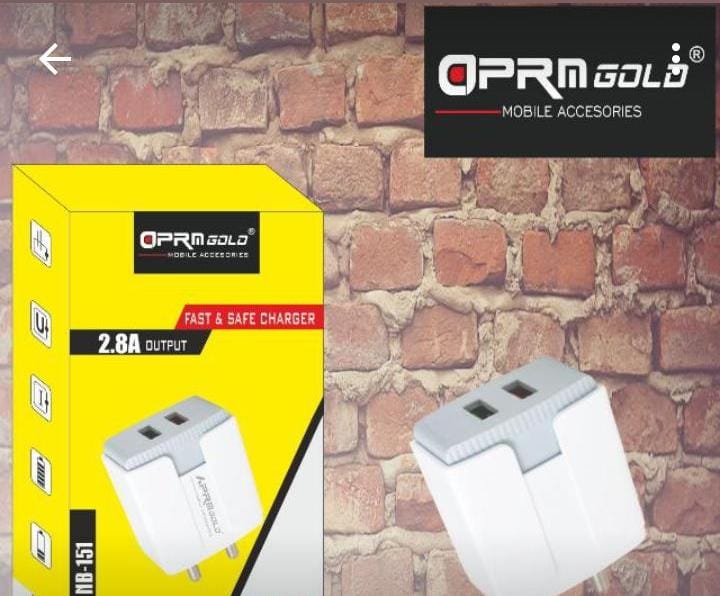 OPRM GOLD®
MOBILE ACCESORIES
OPRM GOLD®
MOBILE ACCESORIES
FAST & SAFE CHARGER
2.8A OUTPUT
NB-151